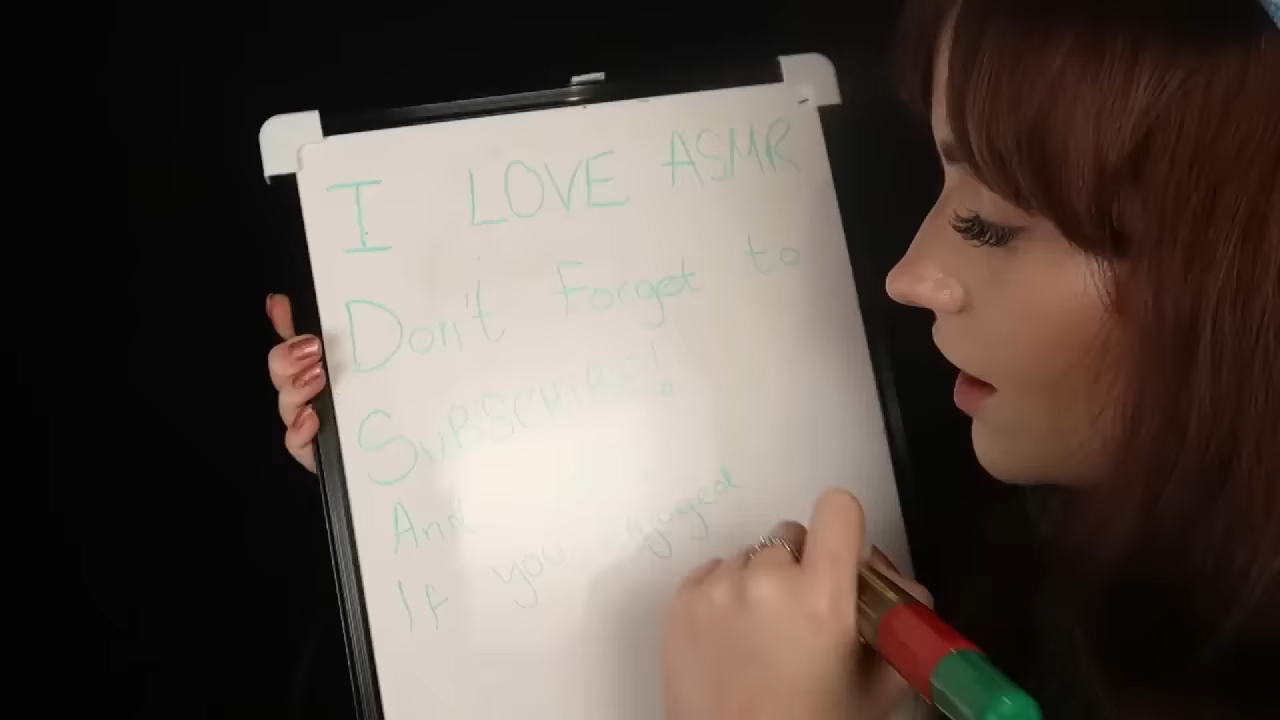 I LOVE ASMR
Don't Forget to
SUBSCRIBE!
And
If you enjoyed